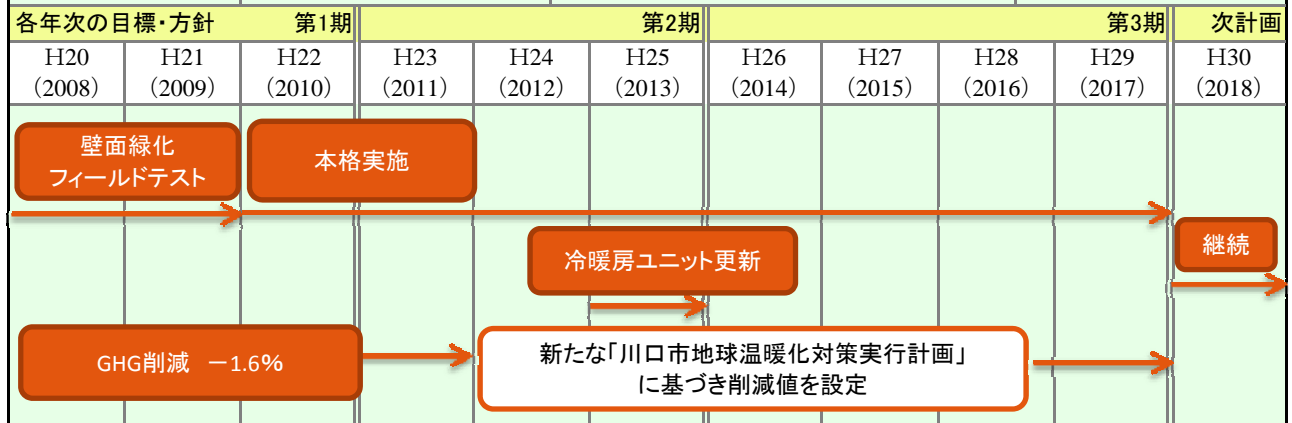 各年次の目標・方針 第1期 第2期 第3期 次計画
H20 H21 H22 H23 H24 H25 H26 H27 H28 H29 H30
（2008） （2009） （2010） （2011） （2012） （2013） （2014） （2015） （2016） （2017） （2018）
壁面緑化
フィールドテスト
本格実施
冷暖房ユニット更新
継続
GHG削減 －1.6%
新たな「川口市地球温暖化対策実行計画」
に基づき削減値を設定